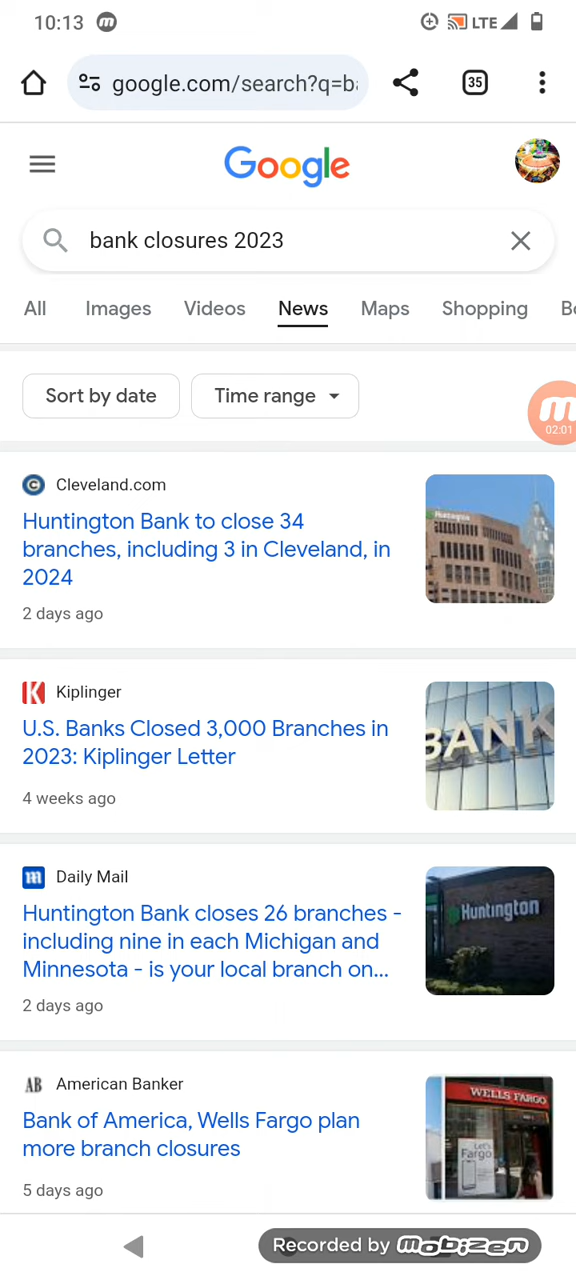 10:13
LTE
google.com/search?q=b
35
Google
bank closures 2023
All Images Videos News Maps Shopping
Sort by date Time range
02:01
Cleveland.com
Huntington Bank to close 34
branches, including 3 in Cleveland, in
2024
2 days ago
Huntington
Kiplinger
U.S. Banks Closed 3,000 Branches in
2023: Kiplinger Letter
4 weeks ago
BANK
Daily Mail
Huntington Bank closes 26 branches -
including nine in each Michigan and
Minnesota - is your local branch on...
2 days ago
Huntington
AB American Banker
Bank of America, Wells Fargo plan
more branch closures
5 days ago
WELLS FARGO
Let's
Fargo
Recorded by mobizen